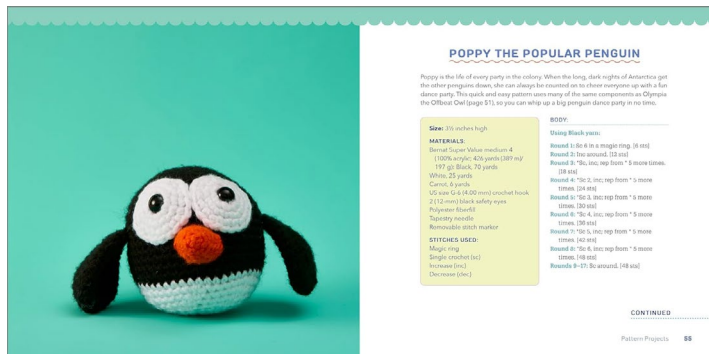 POPPY THE POPULAR PENGUIN
Poppy is the life of every party in the colony. When the long, dark nights of Antarctica get
the other penguins down, she can always be counted on to cheer everyone up with a fun
dance party. This quick and easy pattern uses many of the same components as Olympia
the Offbeat Owl (page 51), so you can whip up a big penguin dance party in no time.
Size: 3½ inches high
MATERIALS:
Bernat Super Value medium 4
(100% acrylic; 426 yards (389 m)/
197 g): Black, 70 yards
White, 25 yards
Carrot, 6 yards
US size G-6 (4.00 mm) crochet hook
2 (12-mm) black safety eyes
Polyester fiberfill
Tapestry needle
Removable stitch marker
STITCHES USED:
Magic ring
Single crochet (sc)
Increase (inc)
Decrease (dec)
BODY:
Using Black yarn:
Round 1: Sc 6 in a magic ring. [6 sts]
Round 2: Inc around. [12 sts]
Round 3: *Sc, inc; rep from * 5 more times.
[18 sts]
Round 4: *Sc 2, inc; rep from * 5 more
times. [24 sts]
Round 5: *Sc 3, inc; rep from * 5 more
times. [30 sts]
Round 6: *Sc 4, inc; rep from * 5 more
times. [36 sts]
Round 7: *Sc 5, inc; rep from * 5 more
times. [42 sts]
Round 8: *Sc 6, inc; rep from * 5 more
times. [48 sts]
Rounds 9–17: Sc around. [48 sts]
CONTINUED
Pattern Projects 55